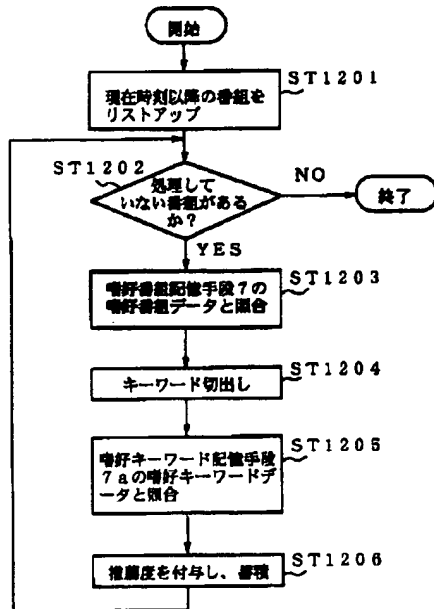 開始
ST1201
現在時刻以降の番組を
リストアップ
ST1202
処理して
いない番組がある
か?
NO
終了
YES
ST1203
嗜好番組記憶手段7の
嗜好番組データと照合
ST1204
キーワード切出し
ST1205
嗜好キーワード記憶手段
7aの嗜好キーワードデ
ータと照合
ST1206
推薦度を付与し、蓄積